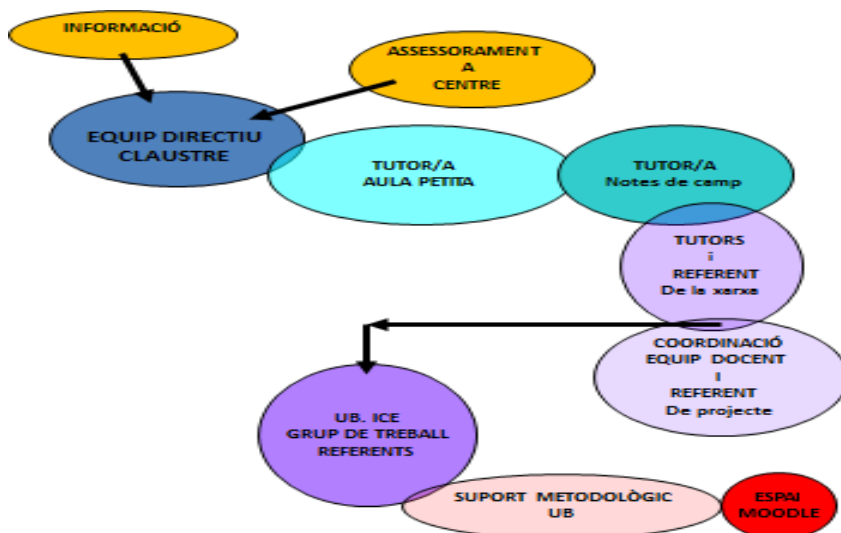 INFORMACIÓ
ASSESSORAMENT
A
CENTRE
EQUIP DIRECTIU
CLAUSTRE
TUTOR/A
AULA PETITA
TUTOR/A
Notes de camp
TUTORS
i
REFERENT
De la xarxa
COORDINACIÓ
EQUIP DOCENT
I
REFERENT
De projecte
UB. ICE
GRUP DE TREBALL
REFERENTS
SUPORT METODOLÒGIC
UB
ESPAI
MOODLE